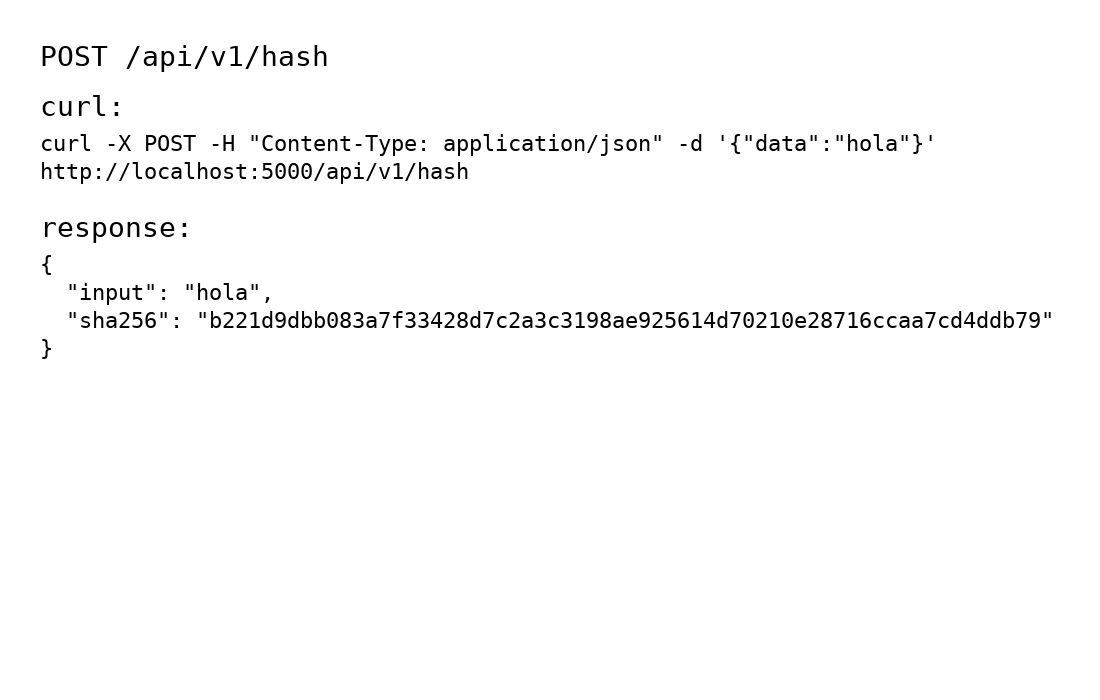 POST /api/v1/hash
curl:
curl -X POST -H "Content-Type: application/json" -d '{"data":"hola"}'
http://localhost:5000/api/v1/hash
response:
{
  "input": "hola",
  "sha256": "b221d9dbb083a7f33428d7c2a3c3198ae925614d70210e28716ccaa7cd4ddb79"
}